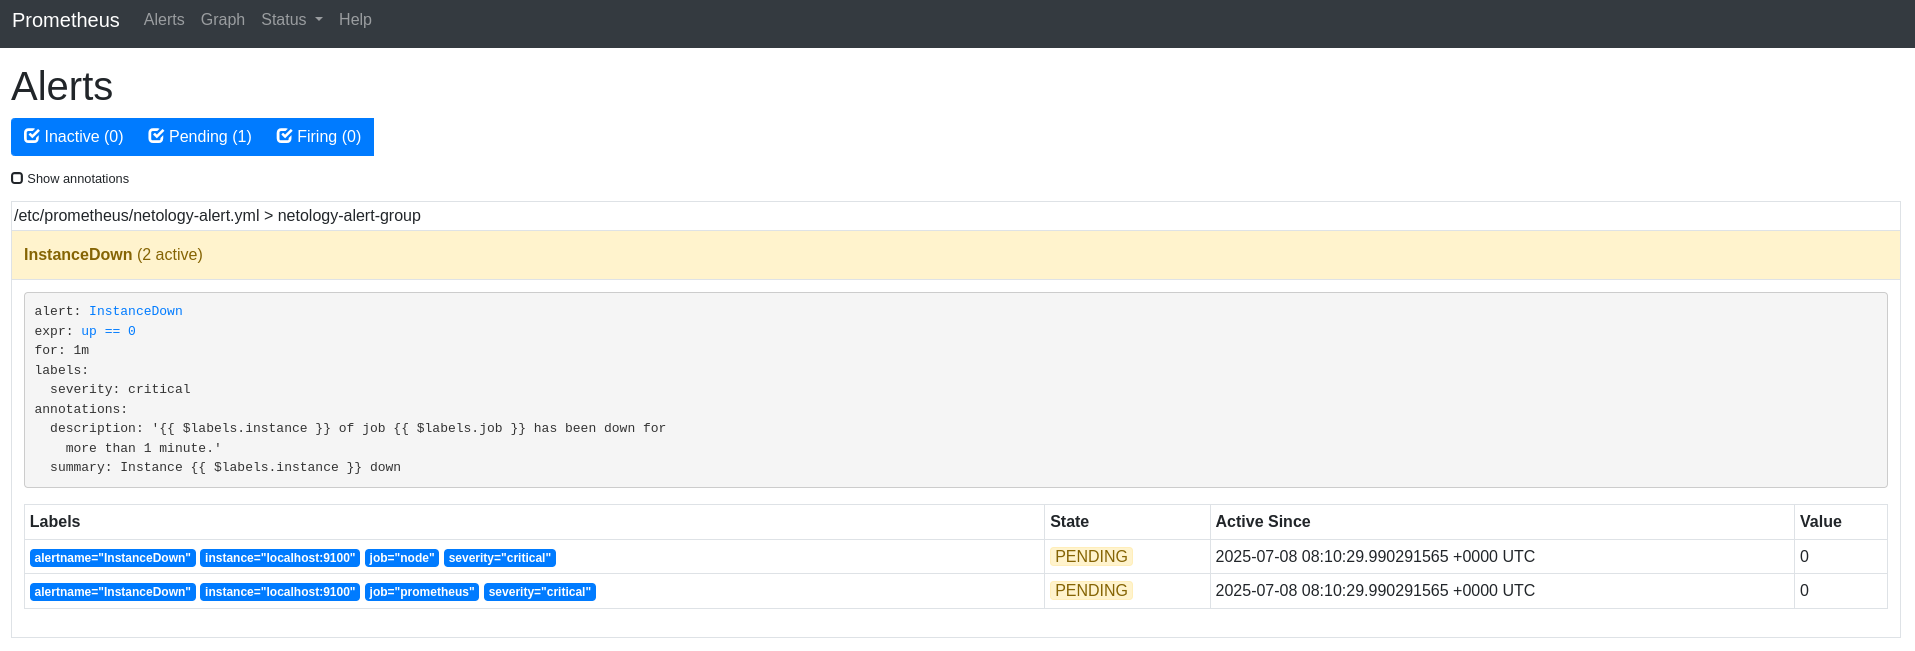 Prometheus Alerts Graph Status Help
Alerts
Inactive (0) Pending (1) Firing (0)
Show annotations
/etc/prometheus/netology-alert.yml > netology-alert-group
InstanceDown (2 active)
alert: InstanceDown
expr: up == 0
for: 1m
labels:
  severity: critical
annotations:
  description: '{{ $labels.instance }} of job {{ $labels.job }} has been down for
    more than 1 minute.'
  summary: Instance {{ $labels.instance }} down
Labels State Active Since Value
alertname="InstanceDown" instance="localhost:9100" job="node" severity="critical" PENDING 2025-07-08 08:10:29.990291565 +0000 UTC 0
alertname="InstanceDown" instance="localhost:9100" job="prometheus" severity="critical" PENDING 2025-07-08 08:10:29.990291565 +0000 UTC 0